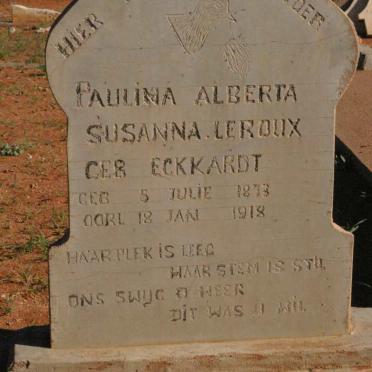 HIER
PAULINA ALBERTA
SUSANNA LEROUX
GEB ECKKARDT
GEB 5 JULIE 1873
OORL 18 JAN 1918
HAAR PLEK IS LEEG
HAAR STEM IS STIL
ONS SWYG O HEER
DIT WAS U WIL